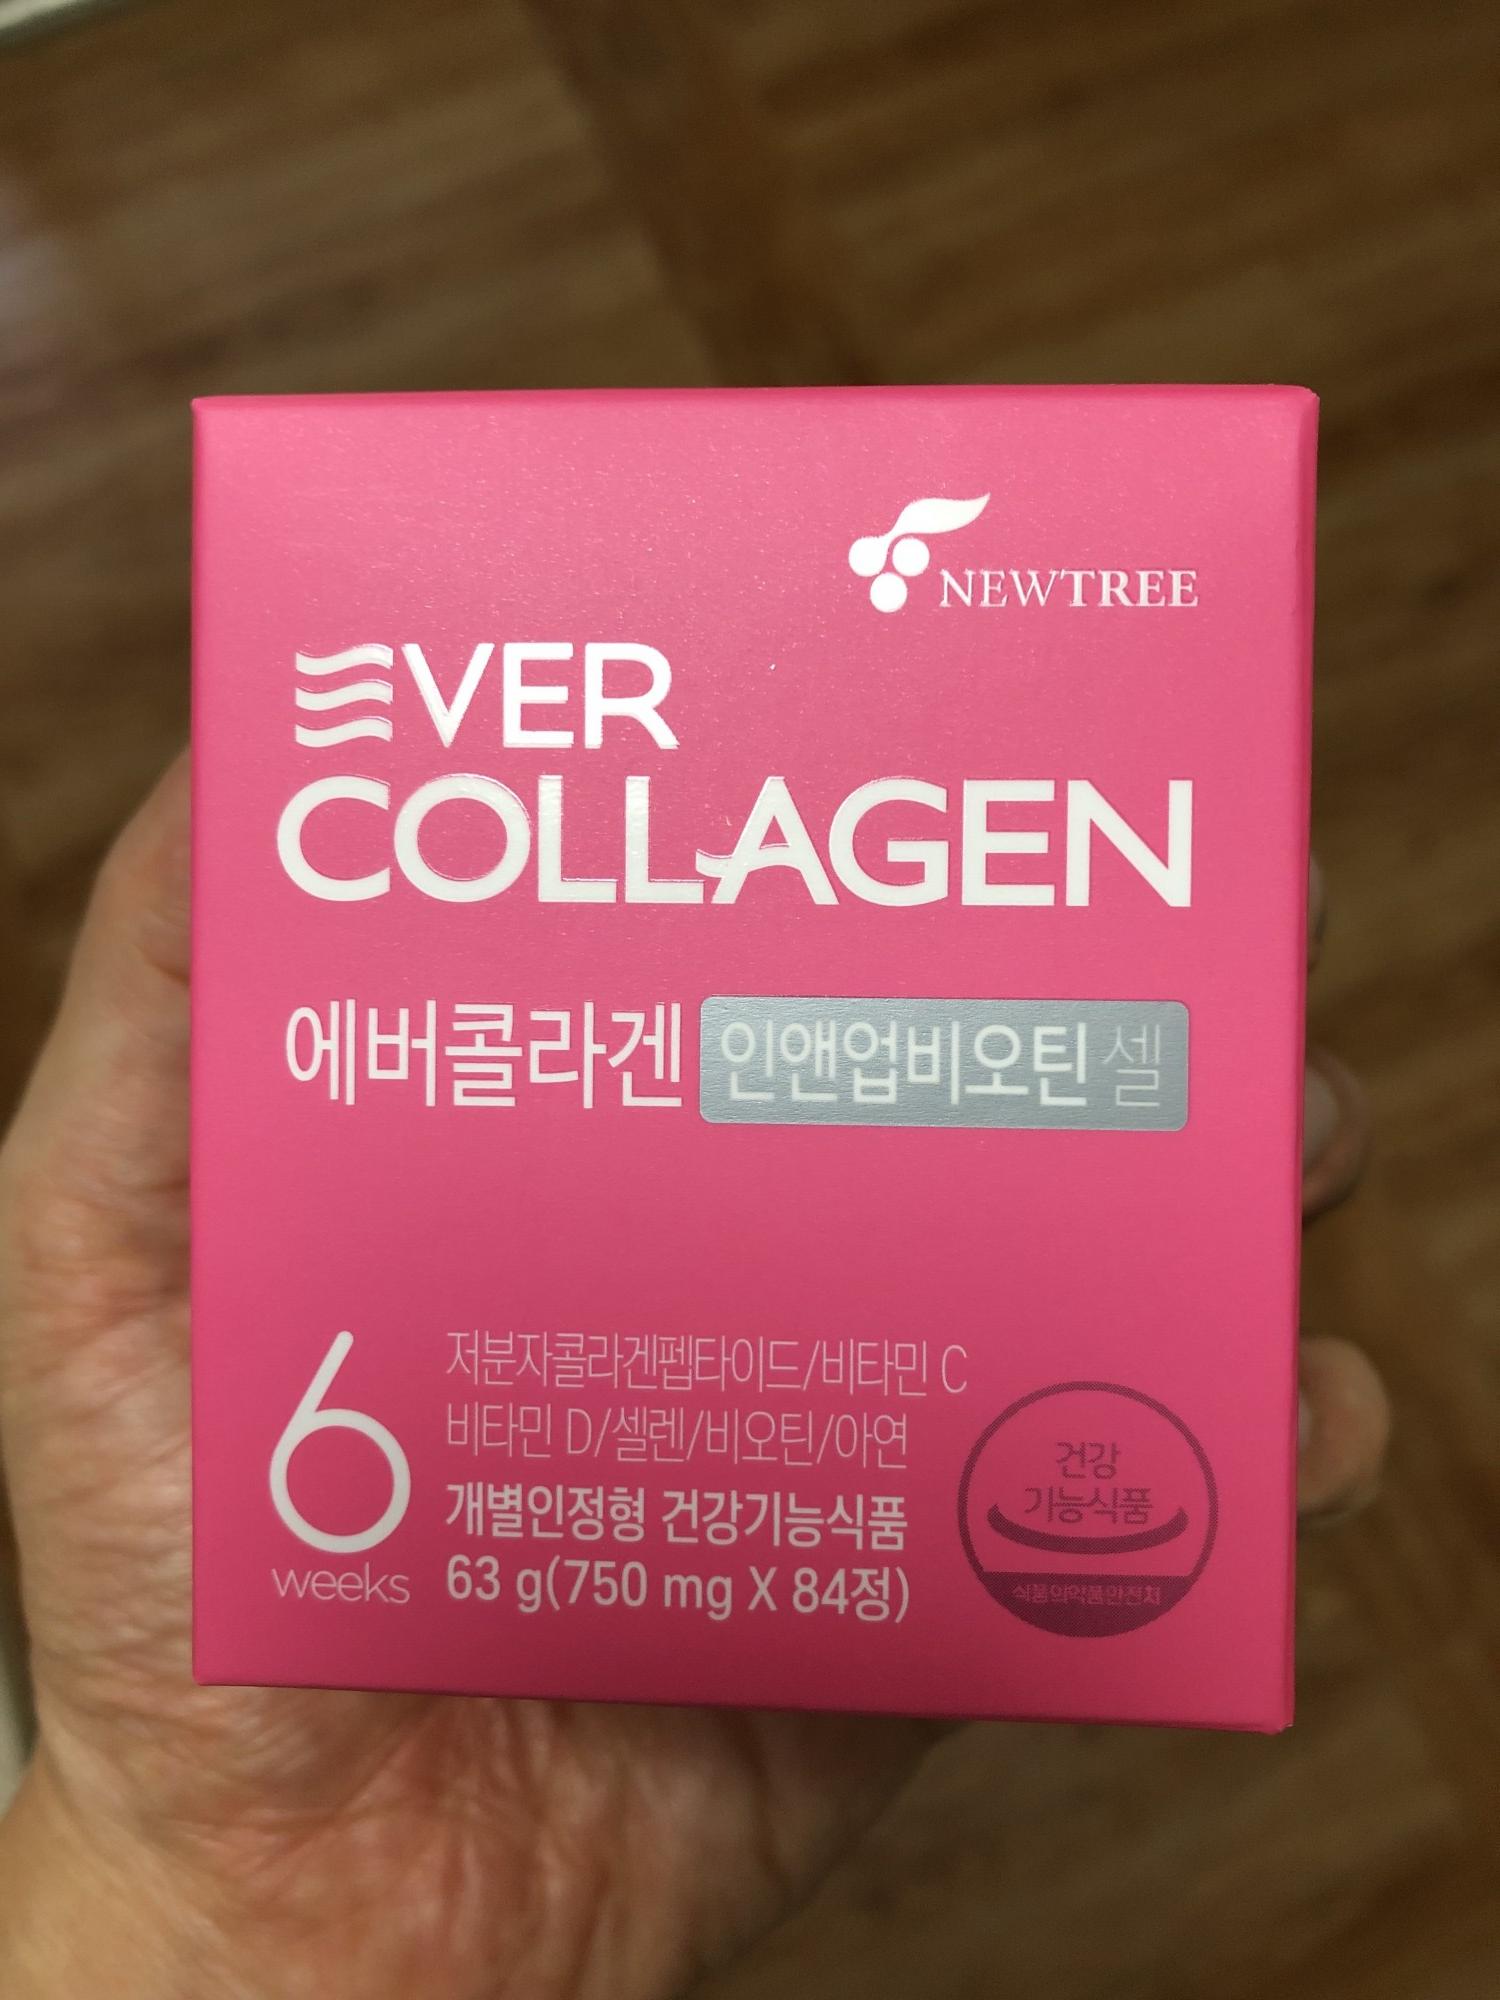 NEWTREE
EVER
COLLAGEN
에버콜라겐 인앤업비오틴 셀
6
weeks
저분자콜라겐펩타이드/비타민 C
비타민 D/셀렌/비오틴/아연
개별인정형 건강기능식품
63 g(750 mg X 84정)
건강
기능식품
식품의약품안전처